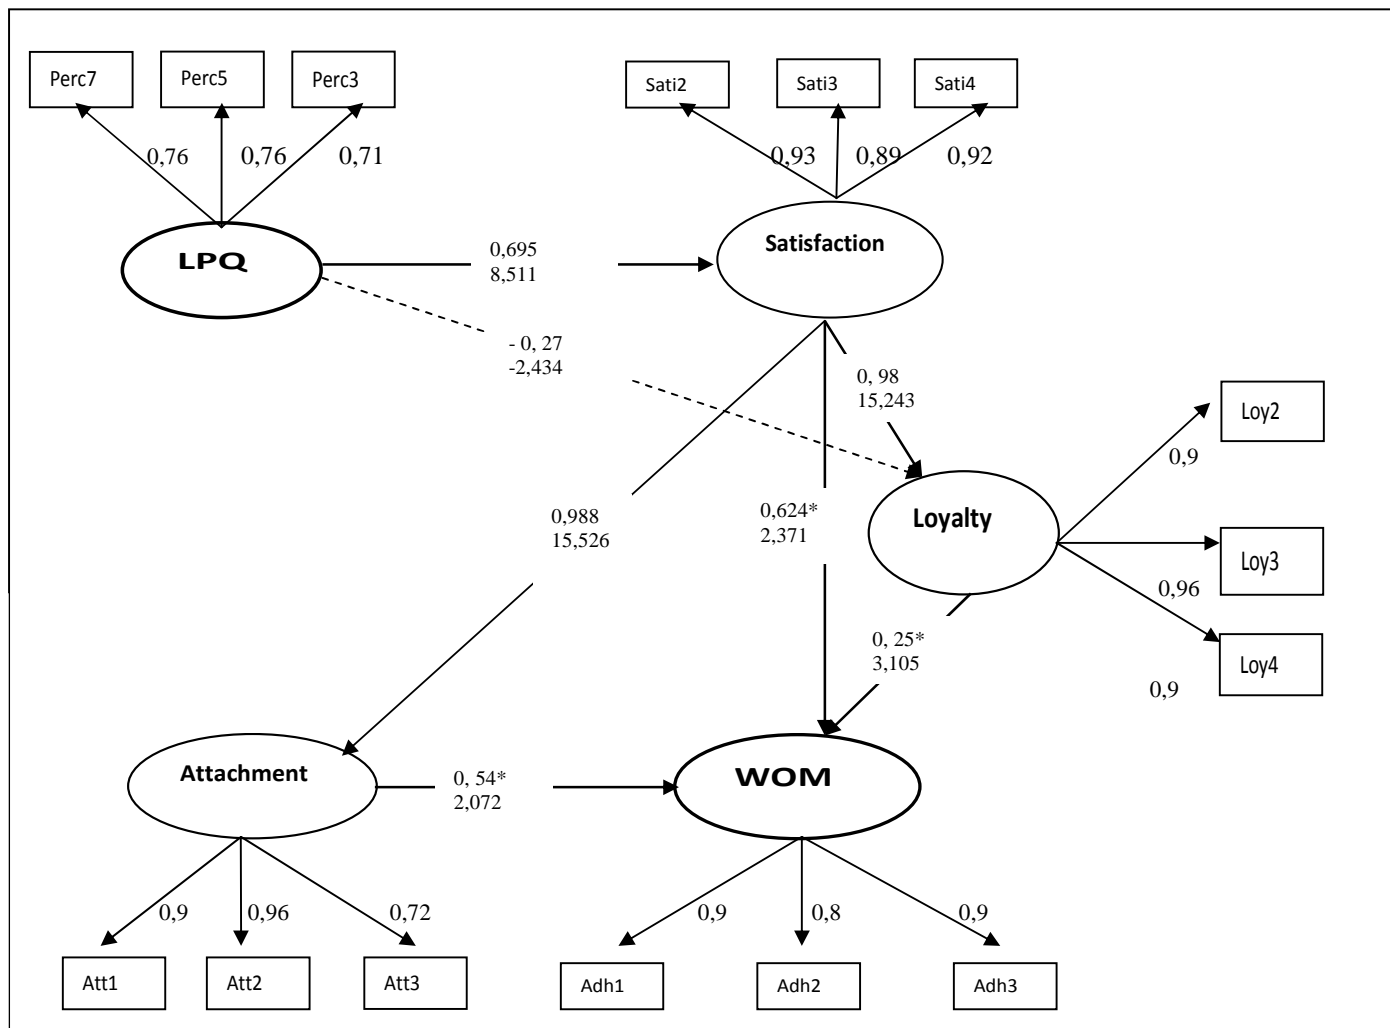 Perc7
Perc5
Perc3
Sati2
Sati3
Sati4
0,76
0,76
0,71
0,93
0,89
0,92
LPQ
Satisfaction
0,695
8,511
- 0, 27
-2,434
0, 98
15,243
Loy2
0,9
0,988
15,526
0,624*
2,371
Loyalty
Loy3
0,96
0, 25*
3,105
Loy4
0,9
Attachment
0, 54*
2,072
WOM
0,9
0,96
0,72
0,9
0,8
0,9
Att1
Att2
Att3
Adh1
Adh2
Adh3